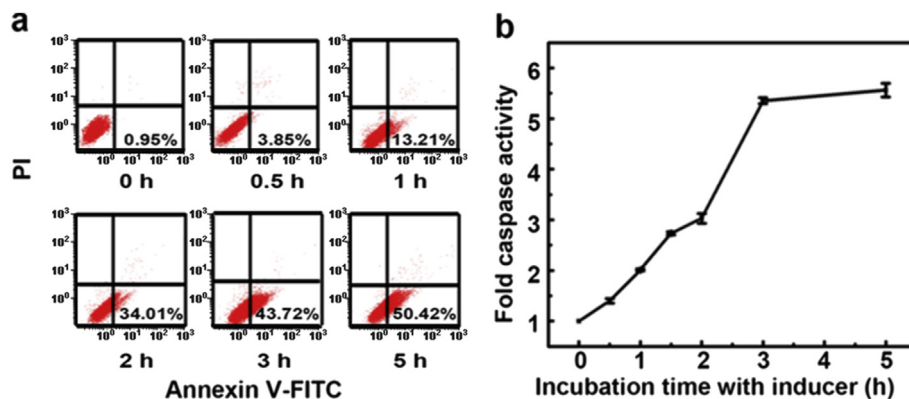 a
10³ 10³ 10³
10² 10² 10²
10¹ 10¹ 10¹
10⁰ 10⁰ 10⁰
0.95% 3.85% 13.21%
10⁰ 10¹ 10² 10³ 10⁰ 10¹ 10² 10³ 10⁰ 10¹ 10² 10³
0 h 0.5 h 1 h
PI
10³ 10³ 10³
10² 10² 10²
10¹ 10¹ 10¹
10⁰ 10⁰ 10⁰
34.01% 43.72% 50.42%
10⁰ 10¹ 10² 10³ 10⁰ 10¹ 10² 10³ 10⁰ 10¹ 10² 10³
2 h 3 h 5 h
Annexin V-FITC
b
Fold caspase activity
6
5
4
3
2
1
0 1 2 3 4 5
Incubation time with inducer (h)